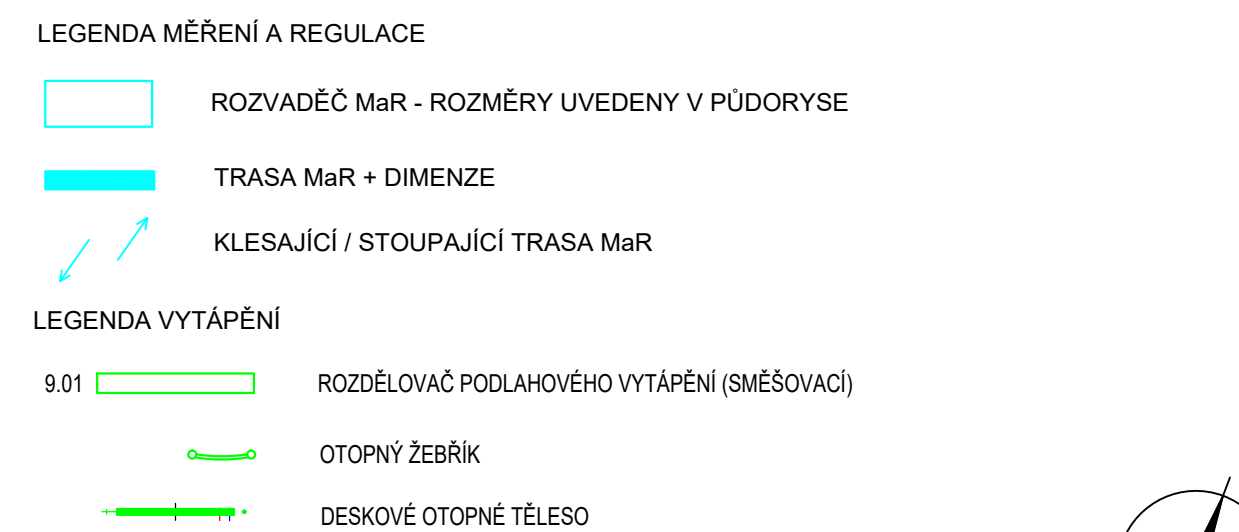 LEGENDA MĚŘENÍ A REGULACE
ROZVADĚČ MaR - ROZMĚRY UVEDENY V PŮDORYSE
TRASA MaR + DIMENZE
KLESAJÍCÍ / STOUPAJÍCÍ TRASA MaR
LEGENDA VYTÁPĚNÍ
9.01 ROZDĚLOVAČ PODLAHOVÉHO VYTÁPĚNÍ (SMĚŠOVACÍ)
OTOPNÝ ŽEBŘÍK
DESKOVÉ OTOPNÉ TĚLESO